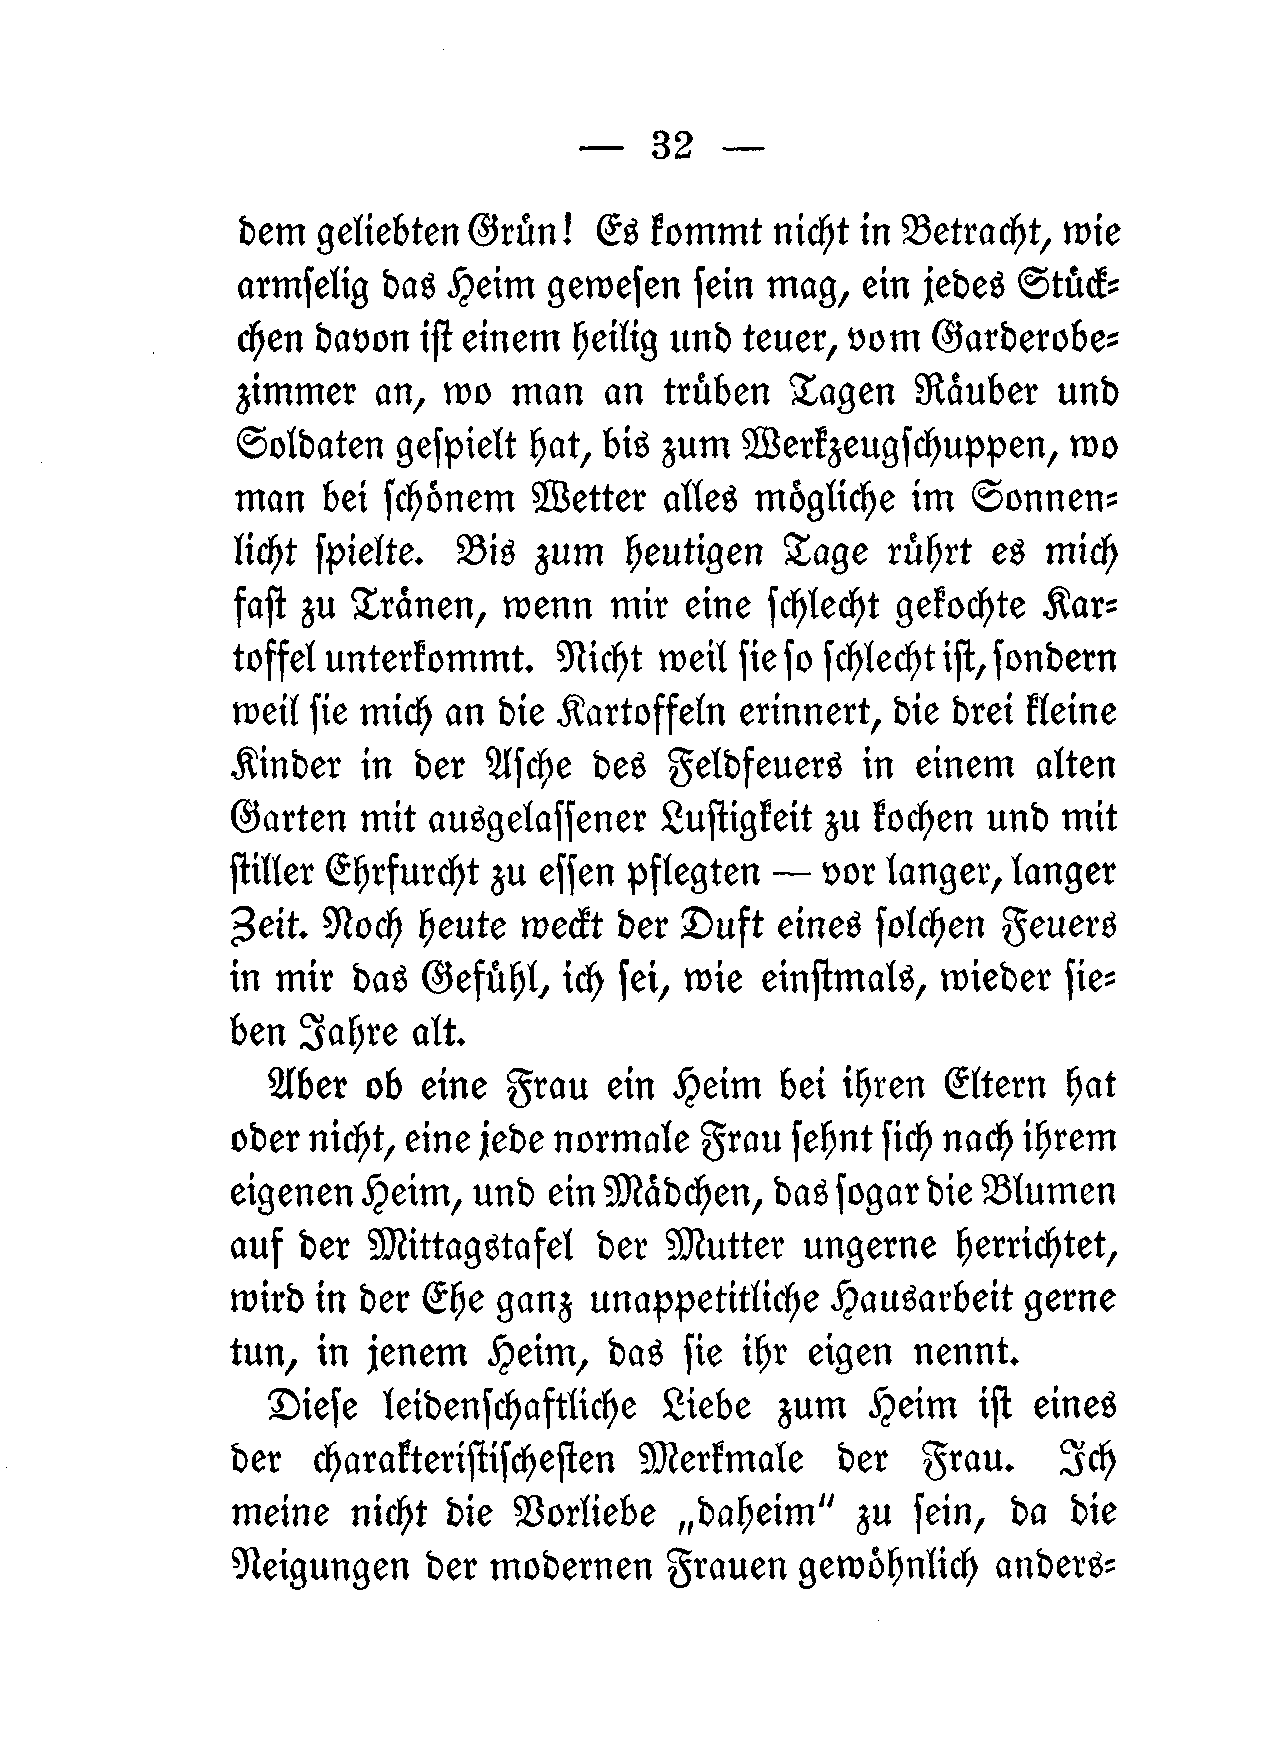 — 32 —
dem geliebten Grün! Es kommt nicht in Betracht, wie
armſelig das Heim geweſen ſein mag, ein jedes Stück⸗
chen davon iſt einem heilig und teuer, vom Garderobe⸗
zimmer an, wo man an trüben Tagen Räuber und
Soldaten geſpielt hat, bis zum Werkzeugſchuppen, wo
man bei ſchönem Wetter alles mögliche im Sonnen⸗
licht ſpielte. Bis zum heutigen Tage rührt es mich
faſt zu Tränen, wenn mir eine ſchlecht gekochte Kar⸗
toffel unterkommt. Nicht weil ſie ſo ſchlecht iſt, ſondern
weil ſie mich an die Kartoffeln erinnert, die drei kleine
Kinder in der Aſche des Feldfeuers in einem alten
Garten mit ausgelaſſener Luſtigkeit zu kochen und mit
ſtiller Ehrfurcht zu eſſen pflegten — vor langer, langer
Zeit. Noch heute weckt der Duft eines ſolchen Feuers
in mir das Gefühl, ich ſei, wie einſtmals, wieder ſie⸗
ben Jahre alt.
Aber ob eine Frau ein Heim bei ihren Eltern hat
oder nicht, eine jede normale Frau ſehnt ſich nach ihrem
eigenen Heim, und ein Mädchen, das ſogar die Blumen
auf der Mittagstafel der Mutter ungerne herrichtet,
wird in der Ehe ganz unappetitliche Hausarbeit gerne
tun, in jenem Heim, das ſie ihr eigen nennt.
Dieſe leidenſchaftliche Liebe zum Heim iſt eines
der charakteriſtiſcheſten Merkmale der Frau. Ich
meine nicht die Vorliebe „daheim“ zu ſein, da die
Neigungen der modernen Frauen gewöhnlich anders⸗